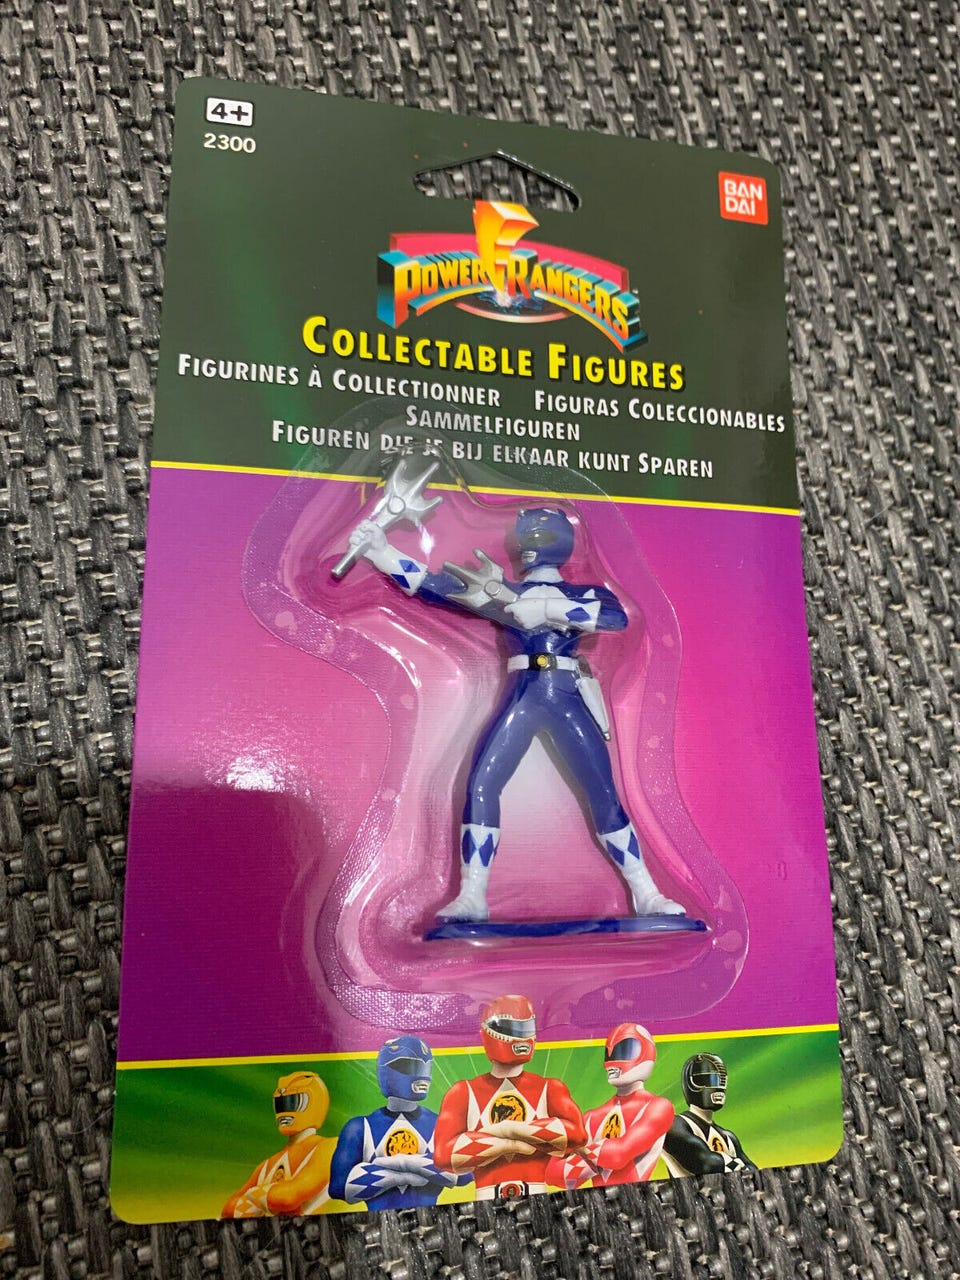 4+
2300
BAN
DAI
POWER RANGERS
COLLECTABLE FIGURES
FIGURINES À COLLECTIONNER FIGURAS COLECCIONABLES
SAMMELFIGUREN
FIGUREN DIE JE BIJ ELKAAR KUNT SPAREN